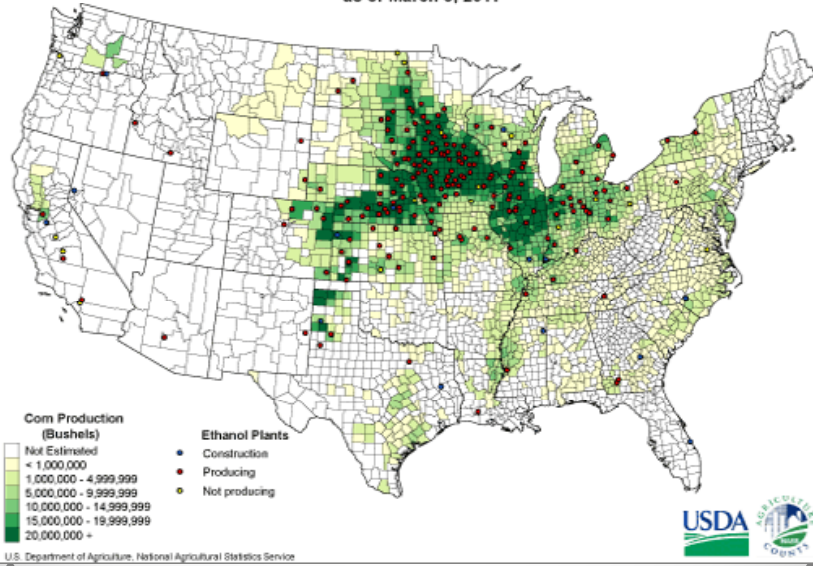 Corn Production
(Bushels)
Not Estimated
< 1,000,000
1,000,000 - 4,999,999
5,000,000 - 9,999,999
10,000,000 - 14,999,999
15,000,000 - 19,999,999
20,000,000 +
Ethanol Plants
Construction
Producing
Not producing
USDA
AGRICULTURE
COUNTS
U.S. Department of Agriculture, National Agricultural Statistics Service